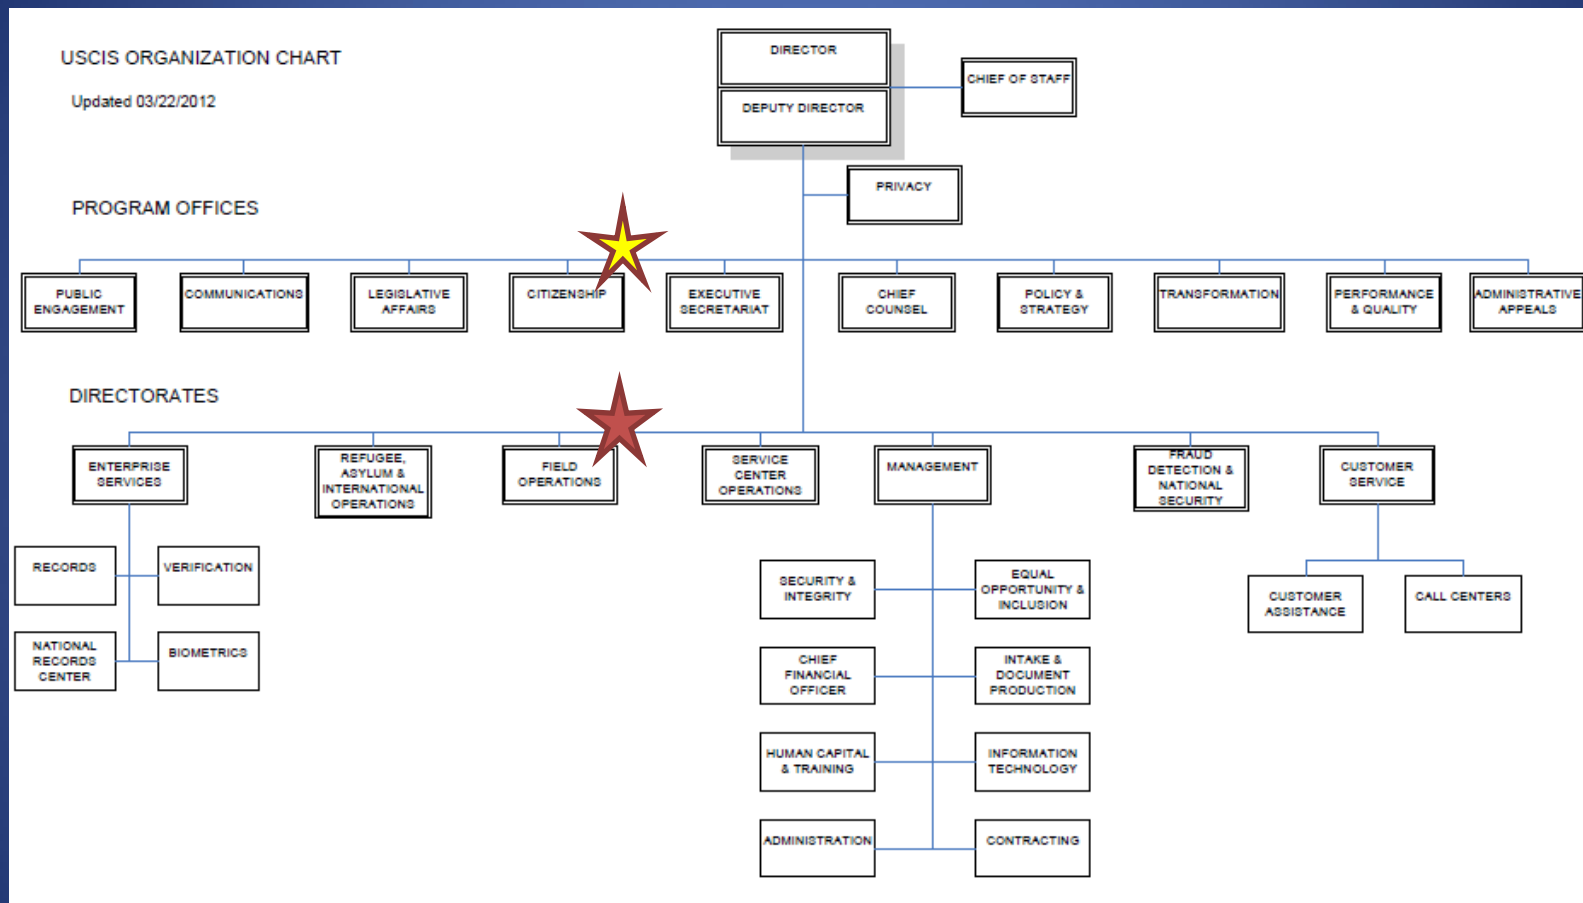 USCIS ORGANIZATION CHART
Updated 03/22/2012
DIRECTOR
DEPUTY DIRECTOR
CHIEF OF STAFF
PRIVACY
PROGRAM OFFICES
PUBLIC
ENGAGEMENT
COMMUNICATIONS
LEGISLATIVE
AFFAIRS
CITIZENSHIP
EXECUTIVE
SECRETARIAT
CHIEF
COUNSEL
POLICY &
STRATEGY
TRANSFORMATION
PERFORMANCE
& QUALITY
ADMINISTRATIVE
APPEALS
DIRECTORATES
ENTERPRISE
SERVICES
REFUGEE,
ASYLUM &
INTERNATIONAL
OPERATIONS
FIELD
OPERATIONS
SERVICE
CENTER
OPERATIONS
MANAGEMENT
FRAUD
DETECTION &
NATIONAL
SECURITY
CUSTOMER
SERVICE
RECORDS
VERIFICATION
NATIONAL
RECORDS
CENTER
BIOMETRICS
SECURITY &
INTEGRITY
EQUAL
OPPORTUNITY &
INCLUSION
CHIEF
FINANCIAL
OFFICER
INTAKE &
DOCUMENT
PRODUCTION
HUMAN CAPITAL
& TRAINING
INFORMATION
TECHNOLOGY
ADMINISTRATION
CONTRACTING
CUSTOMER
ASSISTANCE
CALL CENTERS